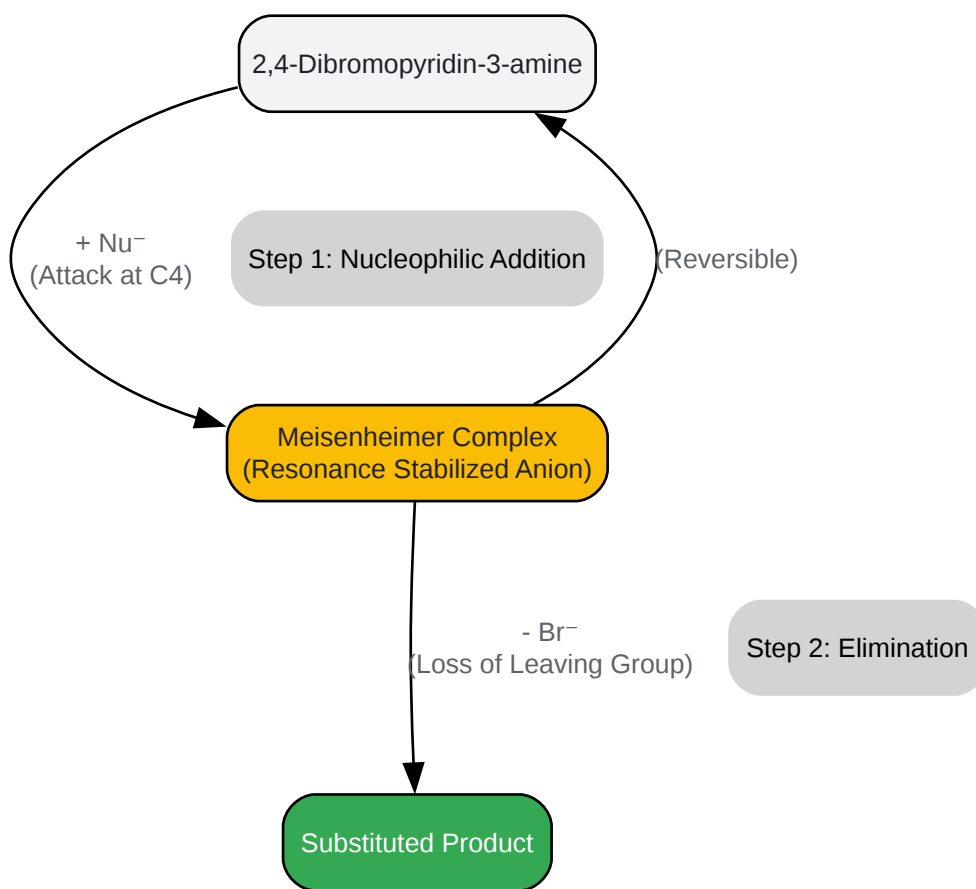 2,4-Dibromopyridin-3-amine
+ Nu⁻
(Attack at C4)
Step 1: Nucleophilic Addition
(Reversible)
Meisenheimer Complex
(Resonance Stabilized Anion)
- Br⁻
(Loss of Leaving Group)
Step 2: Elimination
Substituted Product